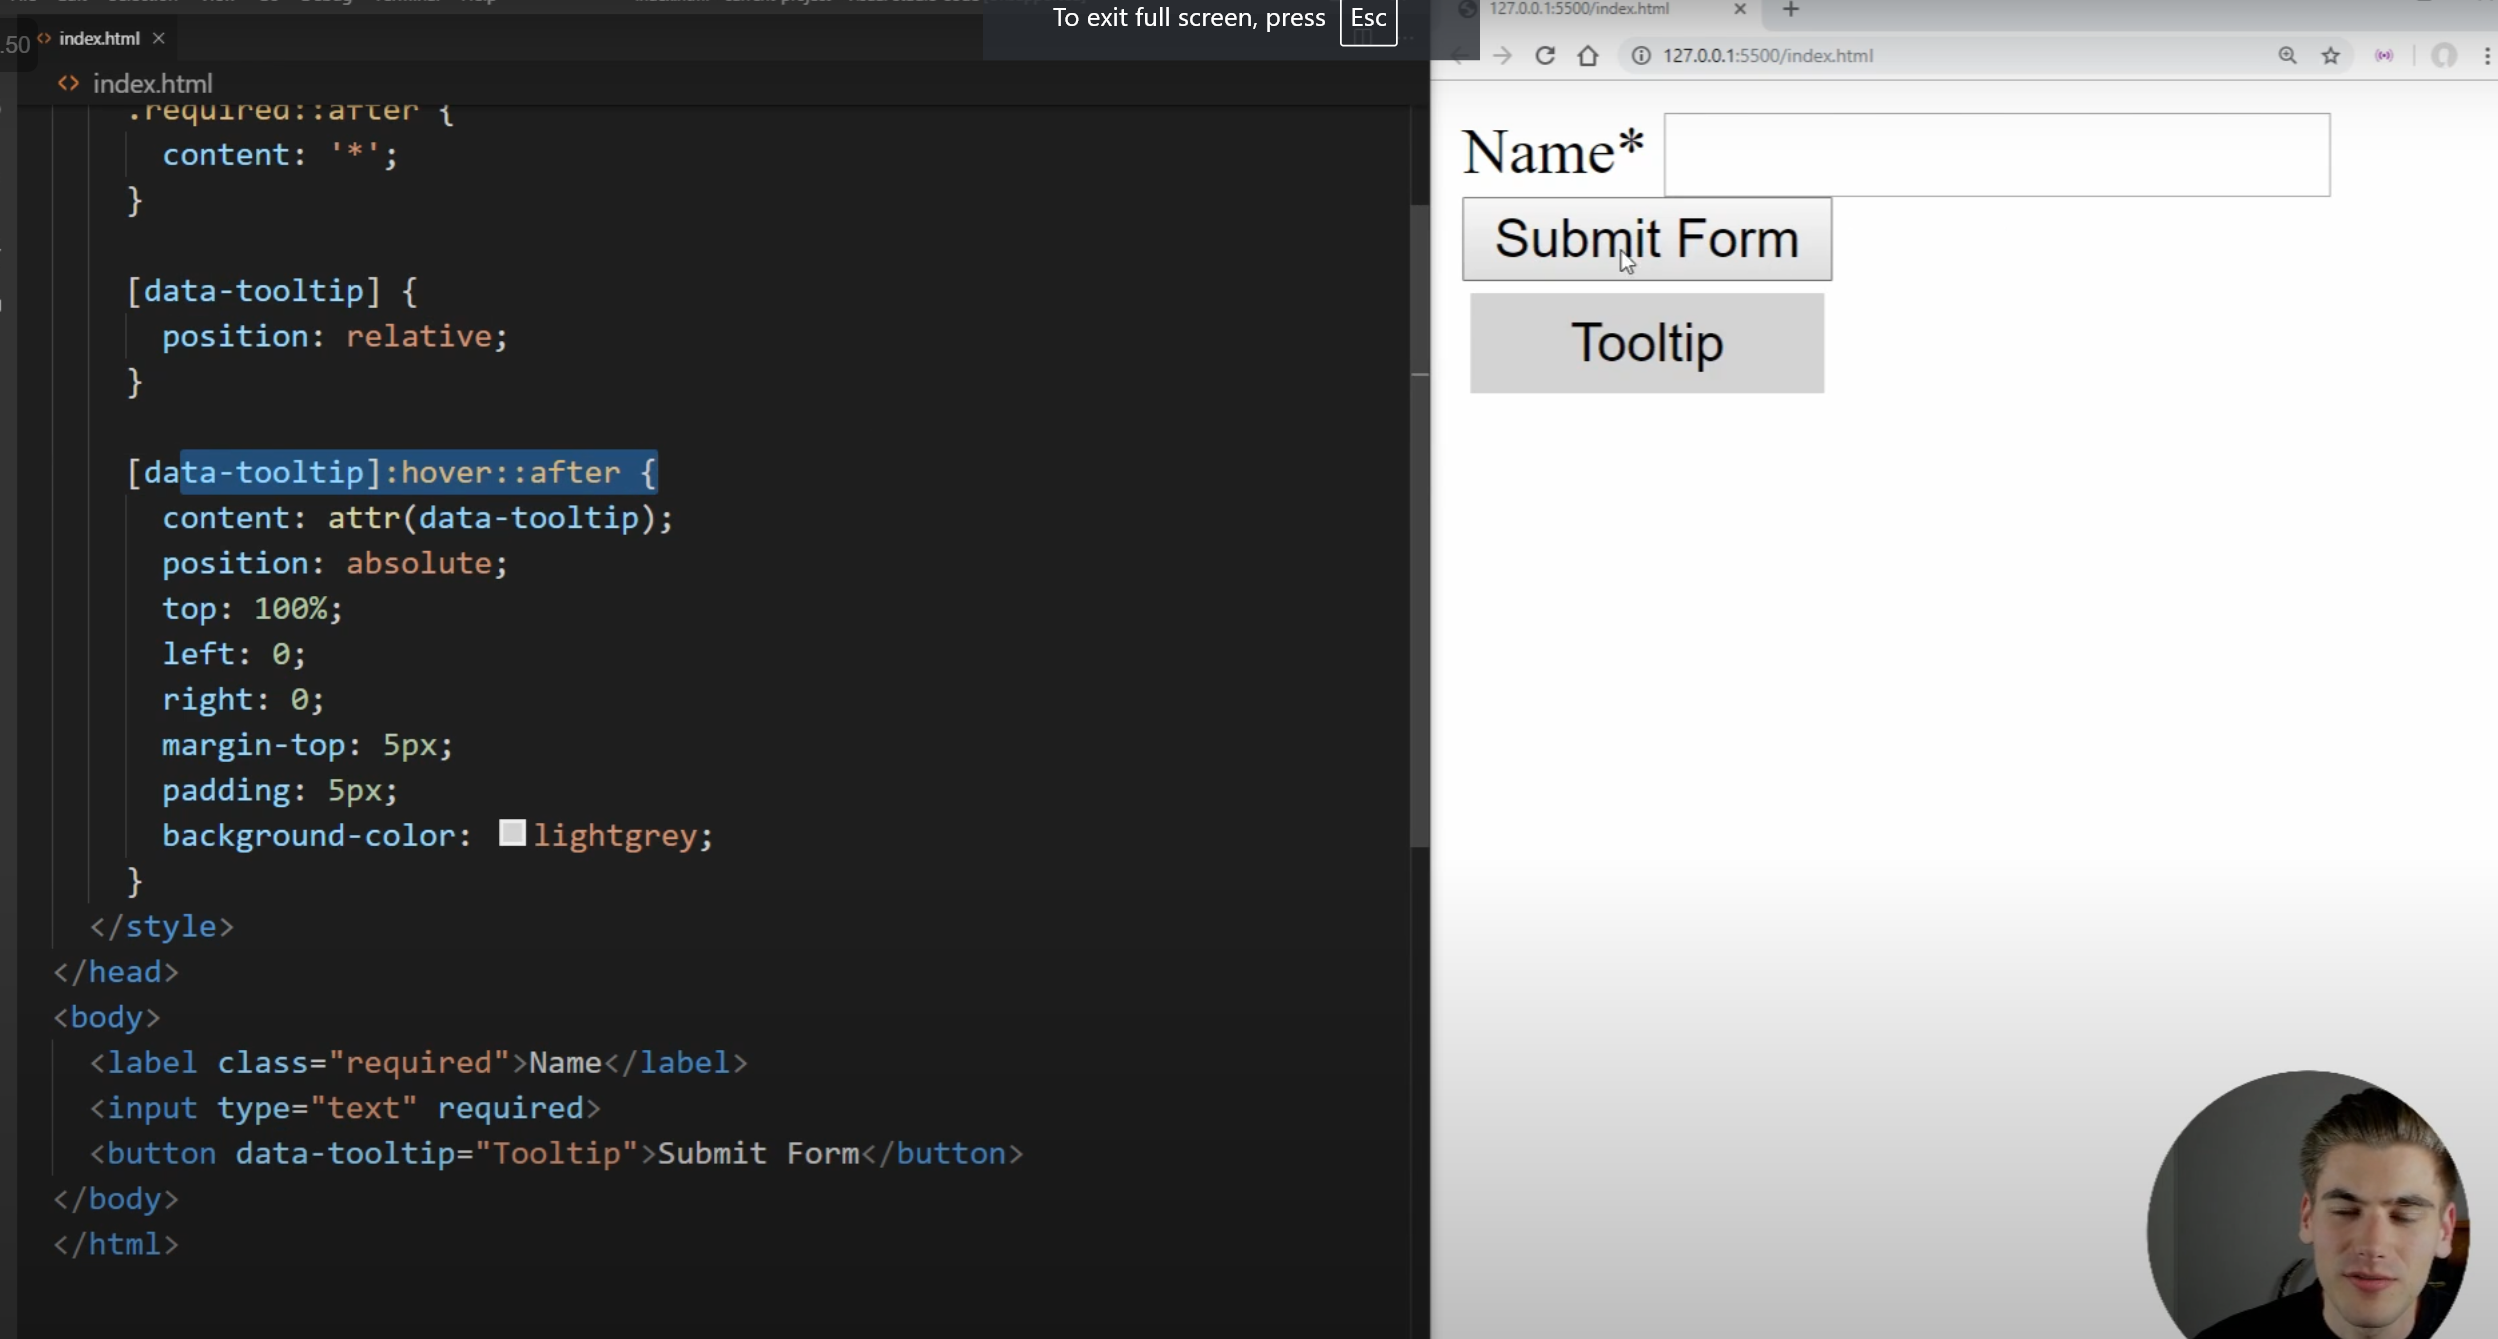 To exit full screen, press Esc
.50
index.html
index.html
.required::after {
content: '*';
}
[data-tooltip] {
position: relative;
}
[data-tooltip]:hover::after {
content: attr(data-tooltip);
position: absolute;
top: 100%;
left: 0;
right: 0;
margin-top: 5px;
padding: 5px;
background-color: lightgrey;
}
</style>
</head>
<body>
<label class="required">Name</label>
<input type="text" required>
<button data-tooltip="Tooltip">Submit Form</button>
</body>
</html>
127.0.0.1:5500/index.html
127.0.0.1:5500/index.html
Name*
Submit Form
Tooltip